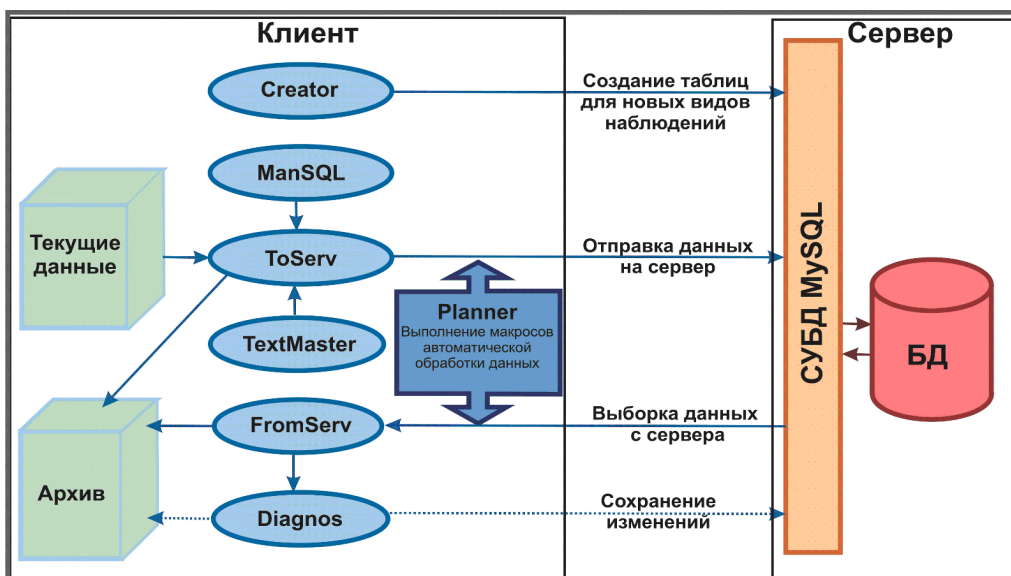 Клиент
Сервер
Creator
Создание таблиц
для новых видов
наблюдений
ManSQL
Текущие
данные
ToServ
Отправка данных
на сервер
Planner
Выполнение макросов
автоматической
обработки данных
TextMaster
СУБД MySQL
БД
FromServ
Выборка данных
с сервера
Архив
Diagnos
Сохранение
изменений